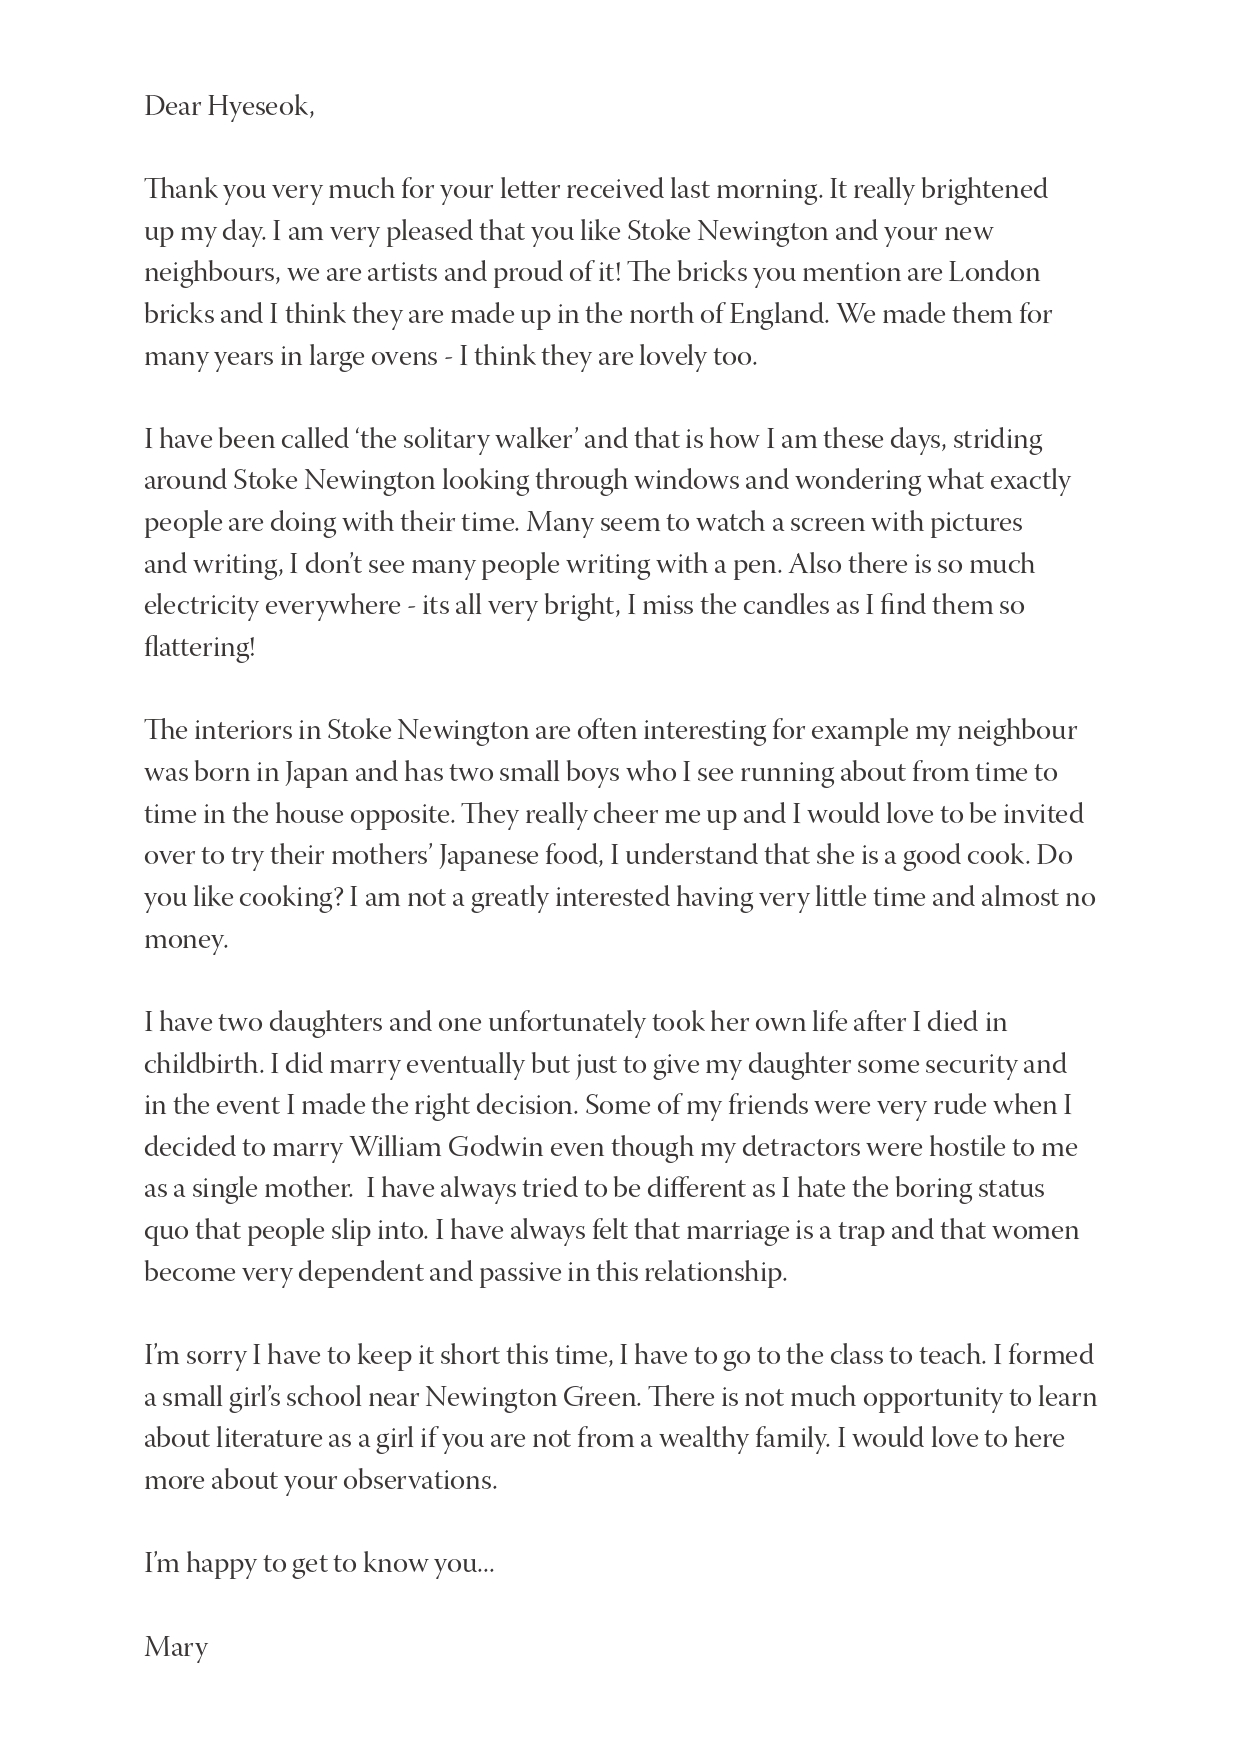 Dear Hyeseok,
Thank you very much for your letter received last morning. It really brightened
up my day. I am very pleased that you like Stoke Newington and your new
neighbours, we are artists and proud of it! The bricks you mention are London
bricks and I think they are made up in the north of England. We made them for
many years in large ovens - I think they are lovely too.
I have been called ‘the solitary walker’ and that is how I am these days, striding
around Stoke Newington looking through windows and wondering what exactly
people are doing with their time. Many seem to watch a screen with pictures
and writing, I don’t see many people writing with a pen. Also there is so much
electricity everywhere - its all very bright, I miss the candles as I find them so
flattering!
The interiors in Stoke Newington are often interesting for example my neighbour
was born in Japan and has two small boys who I see running about from time to
time in the house opposite. They really cheer me up and I would love to be invited
over to try their mothers’ Japanese food, I understand that she is a good cook. Do
you like cooking? I am not a greatly interested having very little time and almost no
money.
I have two daughters and one unfortunately took her own life after I died in
childbirth. I did marry eventually but just to give my daughter some security and
in the event I made the right decision. Some of my friends were very rude when I
decided to marry William Godwin even though my detractors were hostile to me
as a single mother.  I have always tried to be different as I hate the boring status
quo that people slip into. I have always felt that marriage is a trap and that women
become very dependent and passive in this relationship.
I’m sorry I have to keep it short this time, I have to go to the class to teach. I formed
a small girl’s school near Newington Green. There is not much opportunity to learn
about literature as a girl if you are not from a wealthy family. I would love to here
more about your observations.
I’m happy to get to know you...
Mary